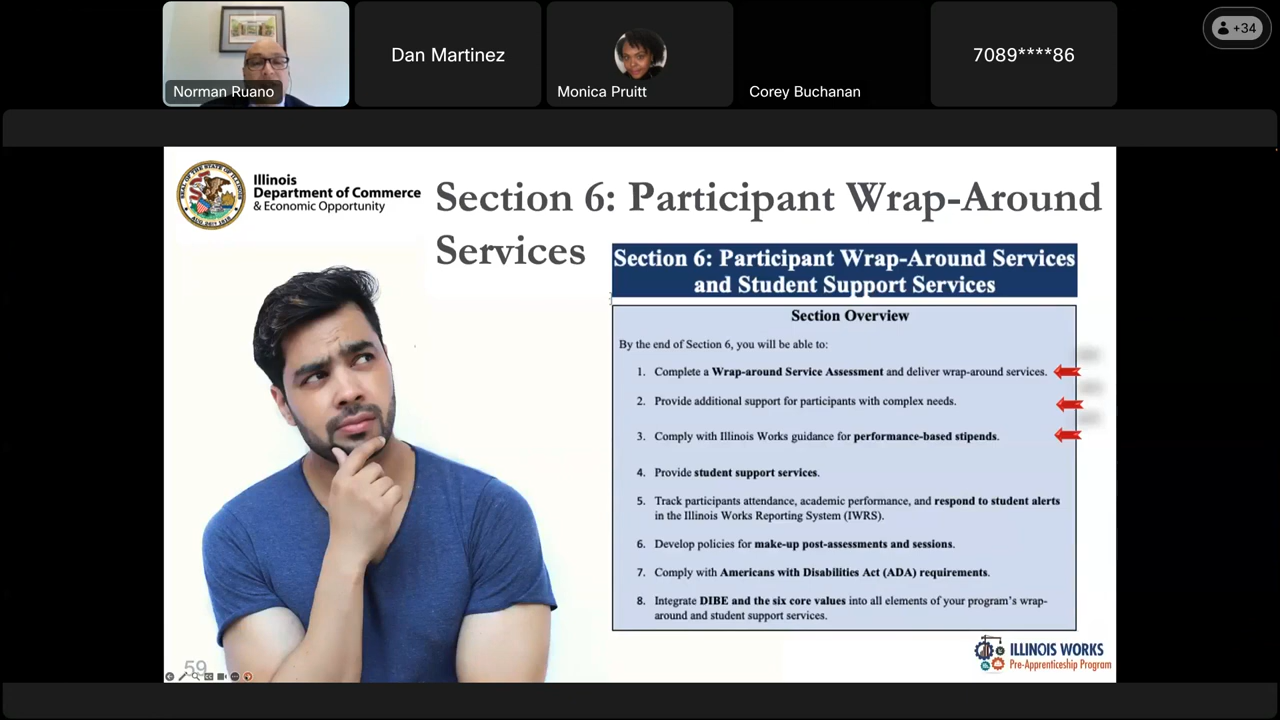 Norman Ruano
Dan Martinez
Monica Pruitt
Corey Buchanan
7089****86
+34
Illinois
Department of Commerce
& Economic Opportunity
Section 6: Participant Wrap-Around
Services
Section 6: Participant Wrap-Around Services
and Student Support Services
Section Overview
By the end of Section 6, you will be able to:
1. Complete a Wrap-around Service Assessment and deliver wrap-around services.
2. Provide additional support for participants with complex needs.
3. Comply with Illinois Works guidance for performance-based stipends.
4. Provide student support services.
5. Track participants attendance, academic performance, and respond to student alerts
in the Illinois Works Reporting System (IWRS).
6. Develop policies for make-up post-assessments and sessions.
7. Comply with Americans with Disabilities Act (ADA) requirements.
8. Integrate DIBE and the six core values into all elements of your program's wrap-
around and student support services.
59
ILLINOIS WORKS
Pre-Apprenticeship Program